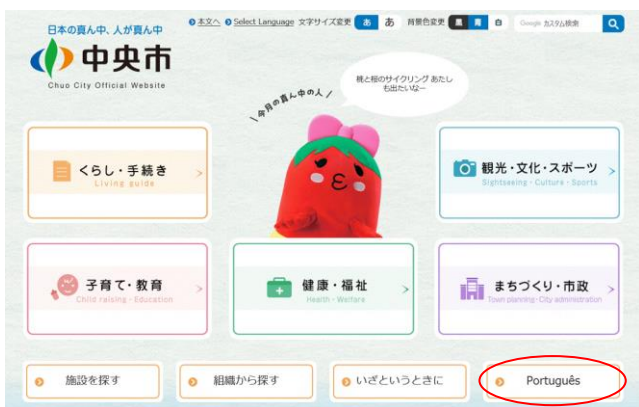 日本の真ん中、人が真ん中
本文へ Select Language 文字サイズ変更 あ あ 背景色変更 黒 青 白 Google カスタム検索
中央市
Chuo City Official Website
今月の真ん中の人
桃と桜のサイクリング あたし
も出たいなー
くらし・手続き
Living guide
観光・文化・スポーツ
Sightseeing・Culture・Sports
子育て・教育
Child raising・Education
健康・福祉
Health・Welfare
まちづくり・市政
Town planning・City administration
施設を探す
組織から探す
いざというときに
Português